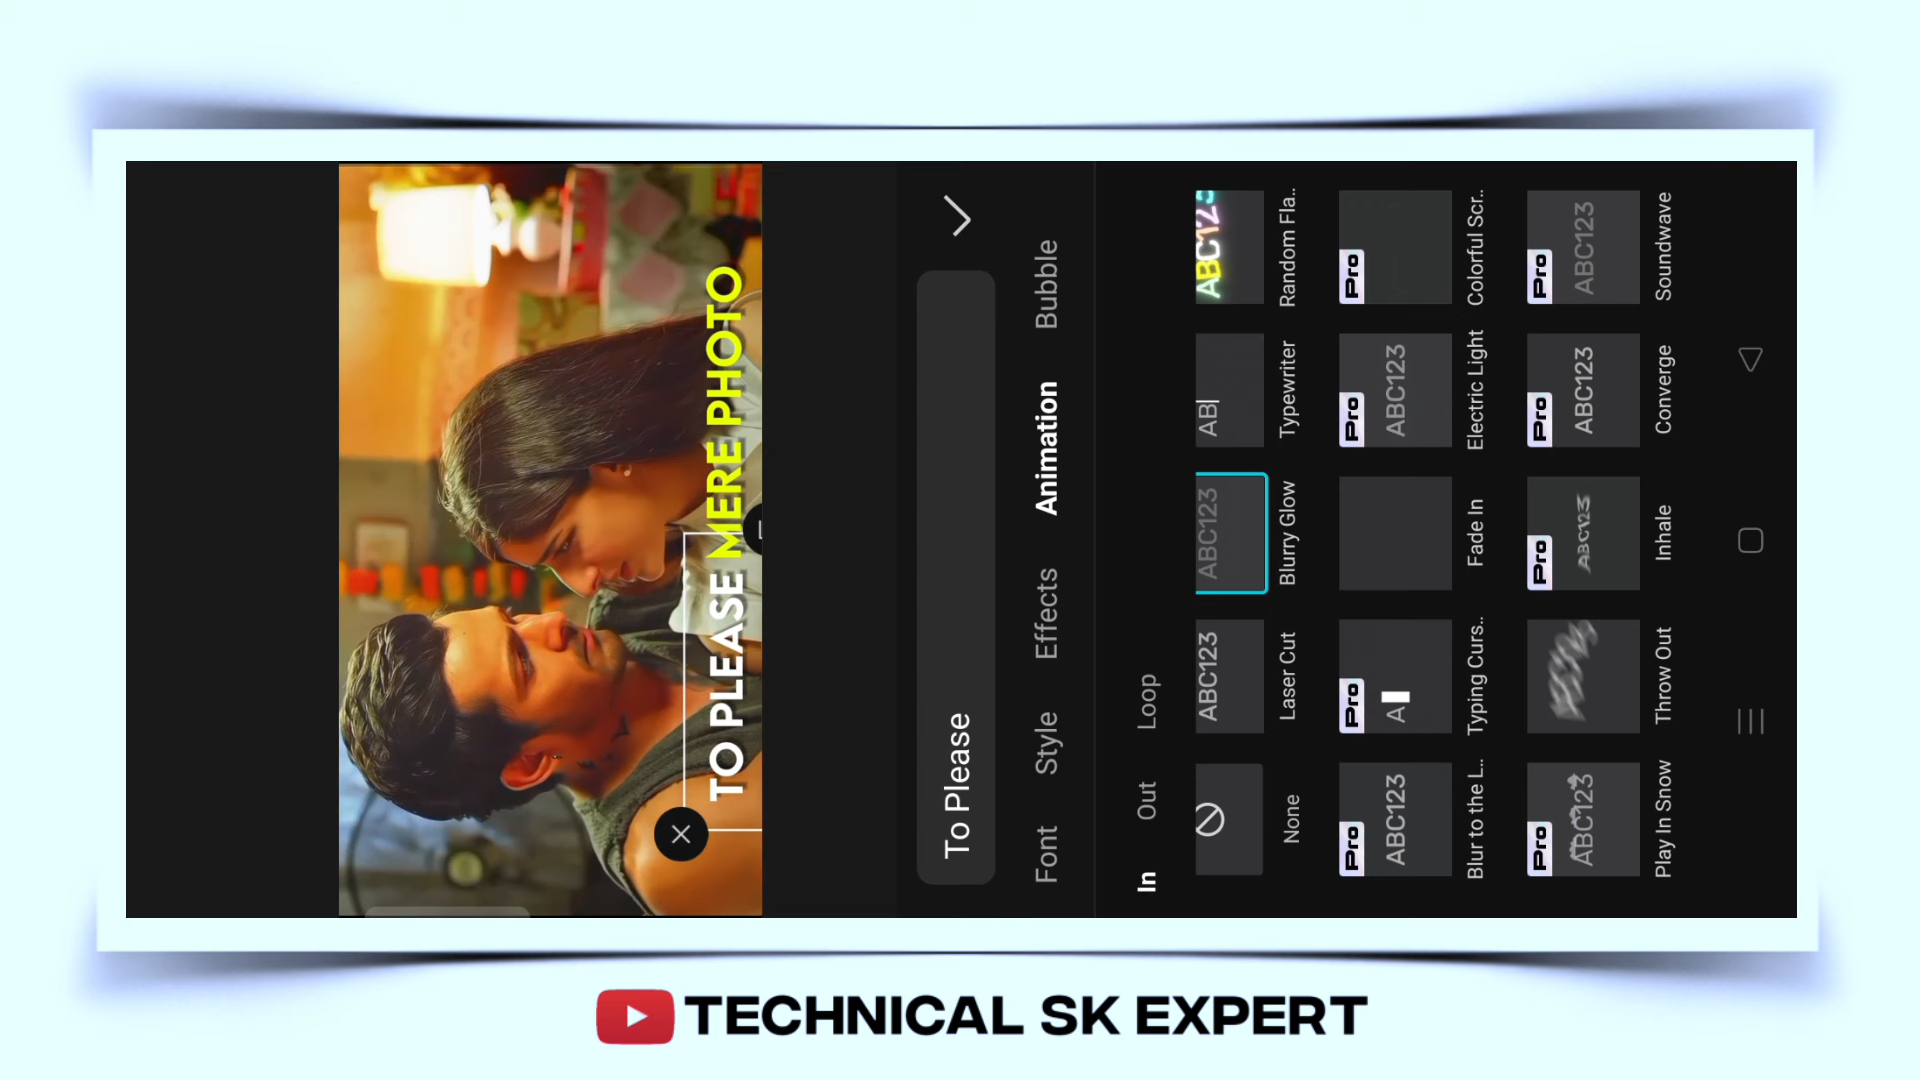 TO PLEASE MERE PHOTO
To Please
Font Style Effects Animation Bubble
In Out Loop
ABC123 ABC123 AB ABC123
None Laser Cut Blurry Glow Typewriter Random Fla..
Pro ABC123 Pro A Pro ABC123 Pro
Blur to the L.. Typing Curs.. Fade In Electric Light Colorful Scr..
Pro ABC123 Pro ABC123 Pro ABC123 Pro ABC123
Play In Snow Throw Out Inhale Converge Soundwave
TECHNICAL SK EXPERT